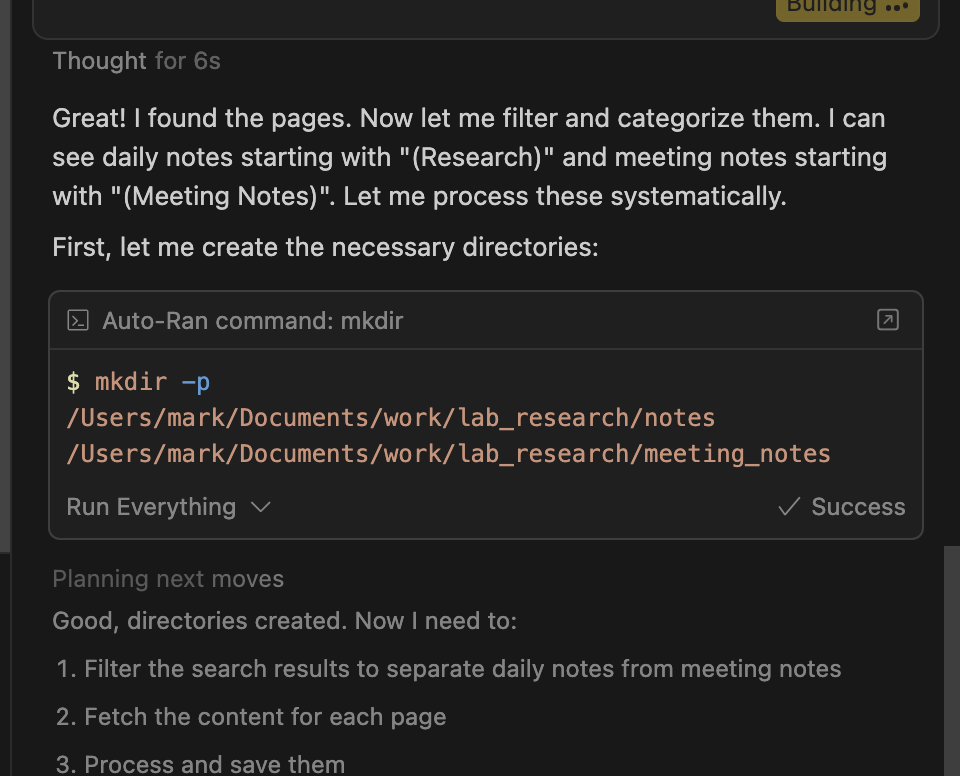 Building ...
Thought for 6s
Great! I found the pages. Now let me filter and categorize them. I can
see daily notes starting with "(Research)" and meeting notes starting
with "(Meeting Notes)". Let me process these systematically.
First, let me create the necessary directories:
Auto-Ran command: mkdir
$ mkdir -p
/Users/mark/Documents/work/lab_research/notes
/Users/mark/Documents/work/lab_research/meeting_notes
Run Everything
Success
Planning next moves
Good, directories created. Now I need to:
1. Filter the search results to separate daily notes from meeting notes
2. Fetch the content for each page
3. Process and save them